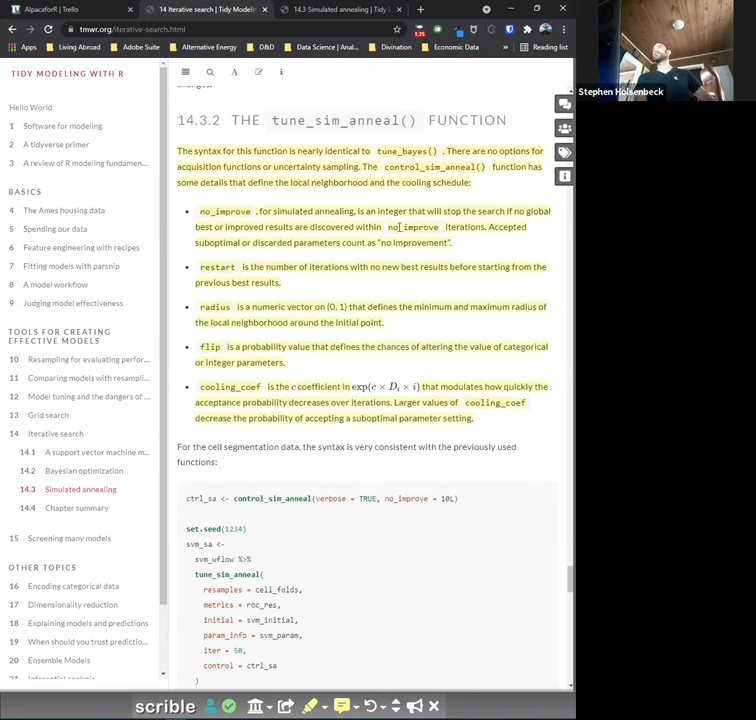 AlpacaforR | Trello
14 Iterative search | Tidy Modelin
14.3 Simulated annealing | Tidy M
tmwr.org/iterative-search.html
1.35
Apps
Living Abroad
Adobe Suite
Alternative Energy
D&D
Data Science | Anal...
Divination
Economic Data
»
Reading list
Stephen Holsenbeck
TIDY MODELING WITH R
Hello World
1 Software for modeling
2 A tidyverse primer
3 A review of R modeling fundamen...
BASICS
4 The Ames housing data
5 Spending our data
6 Feature engineering with recipes
7 Fitting models with parsnip
8 A model workflow
9 Judging model effectiveness
TOOLS FOR CREATING
EFFECTIVE MODELS
10 Resampling for evaluating perfor...
11 Comparing models with resampli...
12 Model tuning and the dangers of ...
13 Grid search
14 Iterative search
14.1 A support vector machine m...
14.2 Bayesian optimization
14.3 Simulated annealing
14.4 Chapter summary
15 Screening many models
OTHER TOPICS
16 Encoding categorical data
17 Dimensionality reduction
18 Explaining models and predictions
19 When should you trust predictio...
20 Ensemble Models
21 Inferential analysis
changes.
14.3.2 THE tune_sim_anneal() FUNCTION
The syntax for this function is nearly identical to tune_bayes() . There are no options for
acquisition functions or uncertainty sampling. The control_sim_anneal() function has
some details that define the local neighborhood and the cooling schedule:
• no_improve , for simulated annealing, is an integer that will stop the search if no global
best or improved results are discovered within no_improve iterations. Accepted
suboptimal or discarded parameters count as “no improvement”.
• restart is the number of iterations with no new best results before starting from the
previous best results.
• radius is a numeric vector on (0, 1) that defines the minimum and maximum radius of
the local neighborhood around the initial point.
• flip is a probability value that defines the chances of altering the value of categorical
or integer parameters.
• cooling_coef is the c coefficient in exp(c × Di × i) that modulates how quickly the
acceptance probability decreases over iterations. Larger values of cooling_coef
decrease the probability of accepting a suboptimal parameter setting.
For the cell segmentation data, the syntax is very consistent with the previously used
functions:
ctrl_sa <- control_sim_anneal(verbose = TRUE, no_improve = 10L)
set.seed(1234)
svm_sa <-
svm_wflow %>%
tune_sim_anneal(
resamples = cell_folds,
metrics = roc_res,
initial = svm_initial,
param_info = svm_param,
iter = 50,
control = ctrl_sa
)
scribble